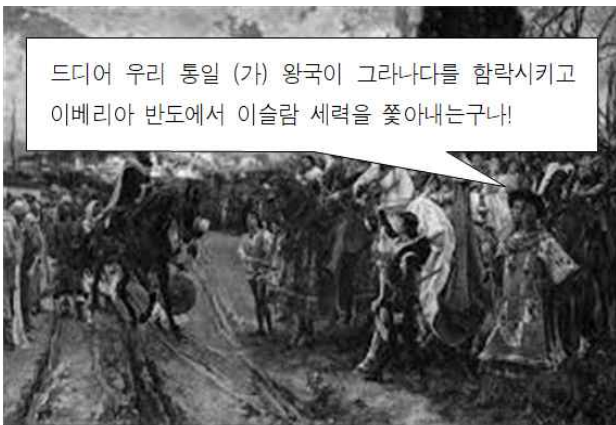 드디어 우리 통일 (가) 왕국이 그라나다를 함락시키고
이베리아 반도에서 이슬람 세력을 쫓아내는구나!